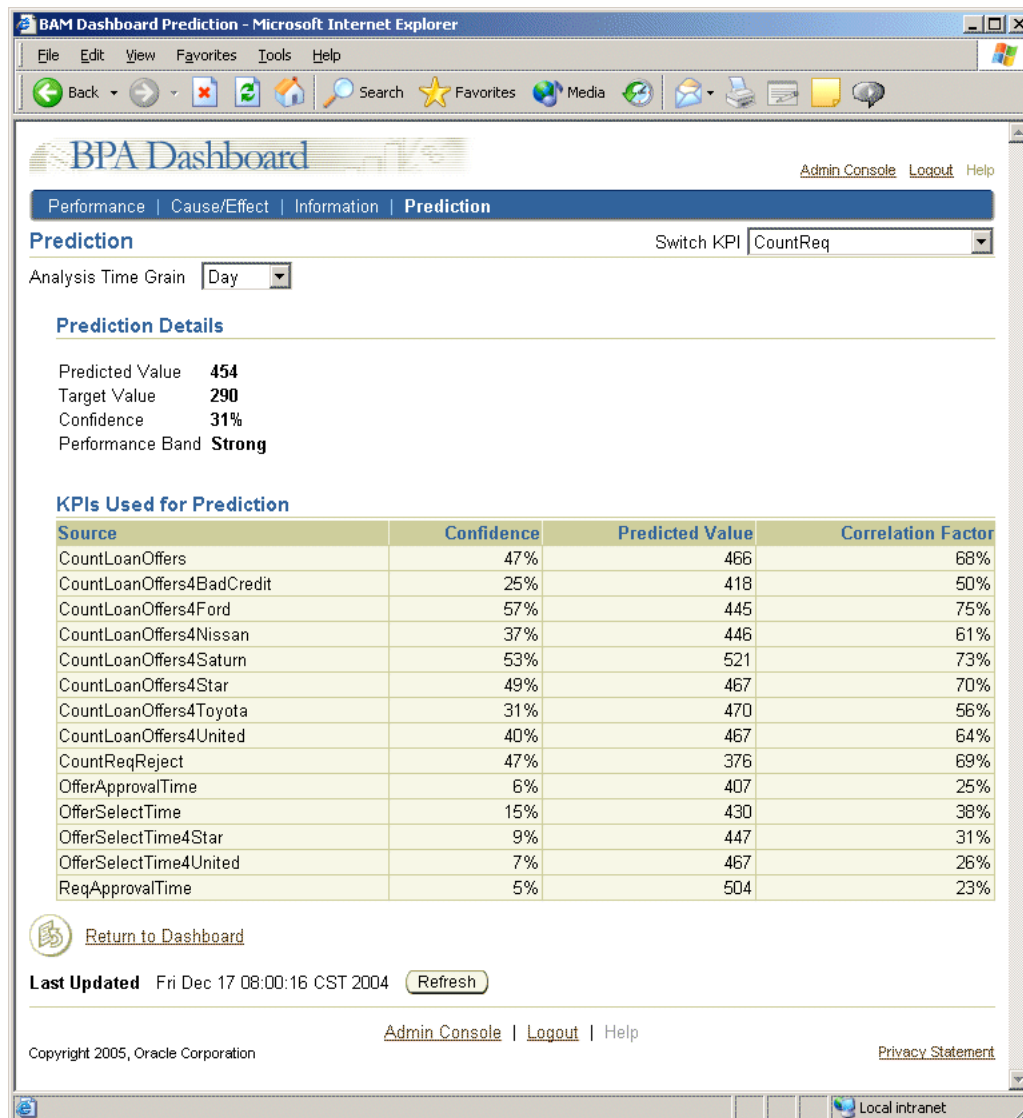 BAM Dashboard Prediction - Microsoft Internet Explorer
File Edit View Favorites Tools Help
Back Search Favorites Media
BPA Dashboard
Admin Console Logout Help
Performance | Cause/Effect | Information | Prediction
Prediction Switch KPI CountReq
Analysis Time Grain Day
Prediction Details
Predicted Value 454
Target Value 290
Confidence 31%
Performance Band Strong
KPIs Used for Prediction
Source Confidence Predicted Value Correlation Factor
CountLoanOffers 47% 466 68%
CountLoanOffers4BadCredit 25% 418 50%
CountLoanOffers4Ford 57% 445 75%
CountLoanOffers4Nissan 37% 446 61%
CountLoanOffers4Saturn 53% 521 73%
CountLoanOffers4Star 49% 467 70%
CountLoanOffers4Toyota 31% 470 56%
CountLoanOffers4United 40% 467 64%
CountReqReject 47% 376 69%
OfferApprovalTime 6% 407 25%
OfferSelectTime 15% 430 38%
OfferSelectTime4Star 9% 447 31%
OfferSelectTime4United 7% 467 26%
ReqApprovalTime 5% 504 23%
Return to Dashboard
Last Updated Fri Dec 17 08:00:16 CST 2004 Refresh
Admin Console | Logout | Help
Copyright 2005, Oracle Corporation Privacy Statement
Local intranet